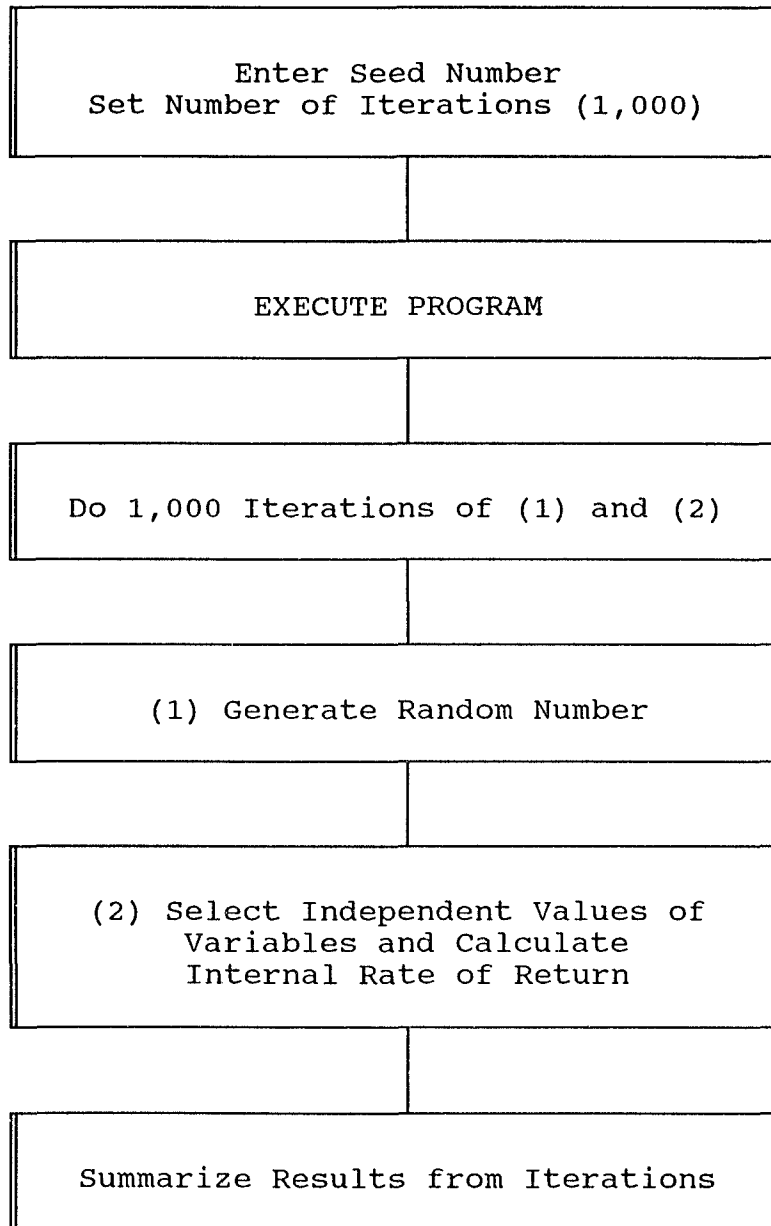 Enter Seed Number
Set Number of Iterations (1,000)
EXECUTE PROGRAM
Do 1,000 Iterations of (1) and (2)
(1) Generate Random Number
(2) Select Independent Values of
Variables and Calculate
Internal Rate of Return
Summarize Results from Iterations